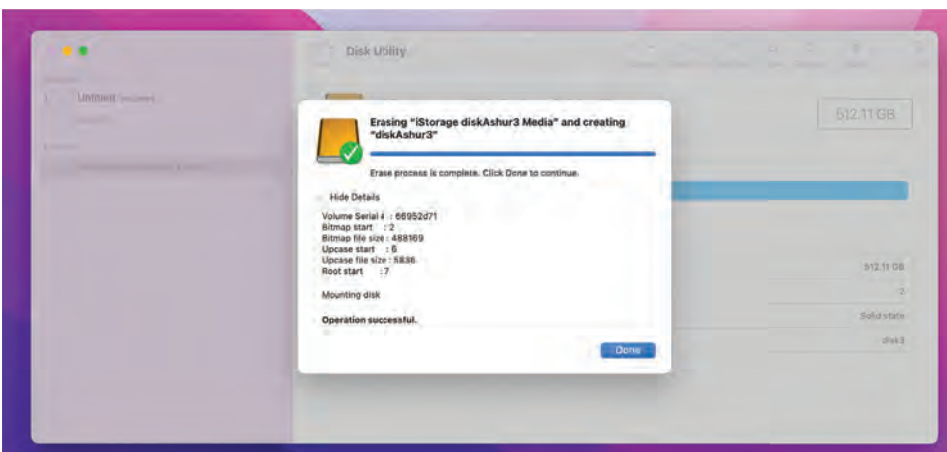 Disk Utility
Untitled
512.11 GB
Erasing "iStorage diskAshur3 Media" and creating
"diskAshur3"
Erase process is complete. Click Done to continue.
Hide Details
Volume Serial # : 66952d71
Bitmap start : 2
Bitmap file size : 488169
Upcase start : 6
Upcase file size : 5836
Root start :7
Mounting disk
Operation successful.
Done
512.11 GB
2
Solid state
disk3